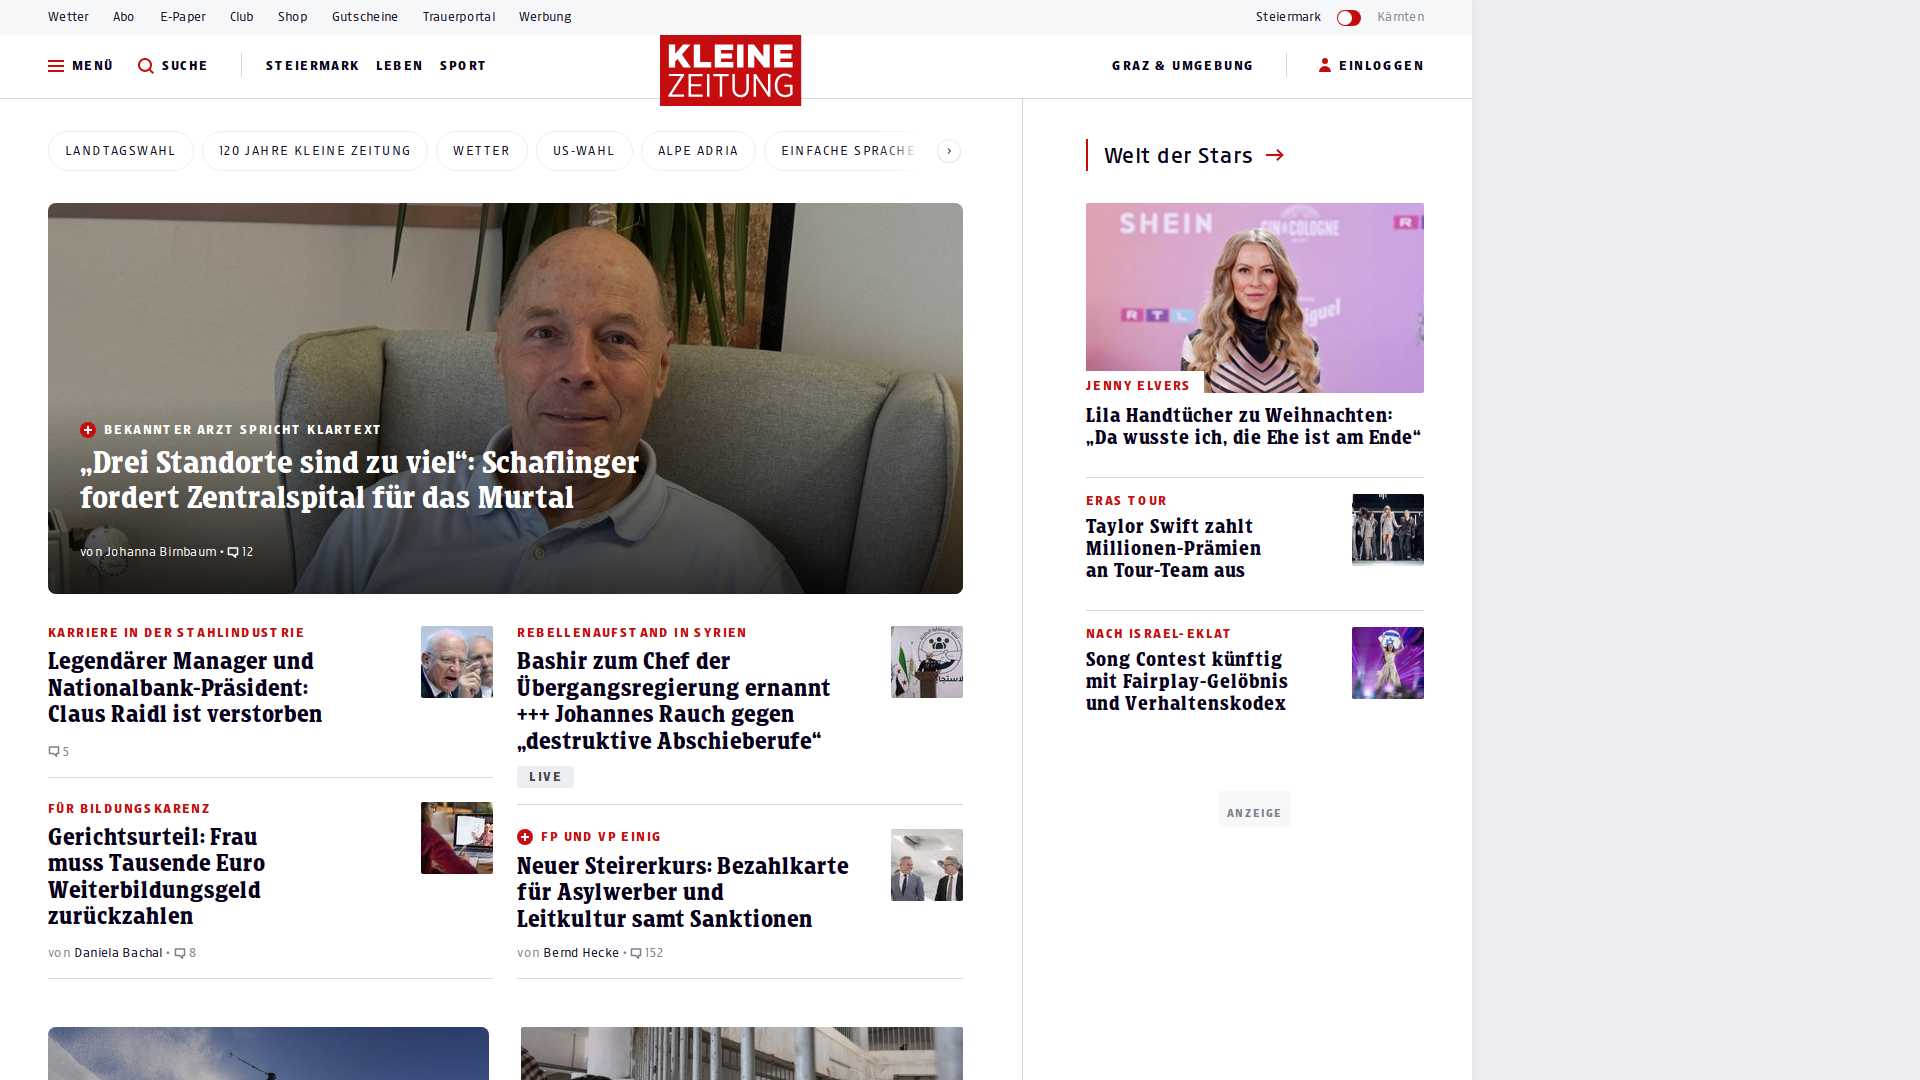 Wetter Abo E-Paper Club Shop Gutscheine Trauerportal Werbung
Steiermark Kärnten
MENÜ SUCHE STEIERMARK LEBEN SPORT
KLEINE
ZEITUNG
GRAZ & UMGEBUNG EINLOGGEN
LANDTAGSWAHL 120 JAHRE KLEINE ZEITUNG WETTER US-WAHL ALPE ADRIA EINFACHE SPRACHE
BEKANNTER ARZT SPRICHT KLARTEXT
„Drei Standorte sind zu viel“: Schaflinger
fordert Zentralspital für das Murtal
von Johanna Birnbaum • 12
KARRIERE IN DER STAHLINDUSTRIE
Legendärer Manager und
Nationalbank-Präsident:
Claus Raidl ist verstorben
5
FÜR BILDUNGSKARENZ
Gerichtsurteil: Frau
muss Tausende Euro
Weiterbildungsgeld
zurückzahlen
von Daniela Bachal • 8
REBELLENAUFSTAND IN SYRIEN
Bashir zum Chef der
Übergangsregierung ernannt
+++ Johannes Rauch gegen
„destruktive Abschieberufe“
LIVE
FP UND VP EINIG
Neuer Steirerkurs: Bezahlkarte
für Asylwerber und
Leitkultur samt Sanktionen
von Bernd Hecke • 152
Welt der Stars
SHEIN
GIN & COLOGNE
RTL
JENNY ELVERS
Lila Handtücher zu Weihnachten:
„Da wusste ich, die Ehe ist am Ende“
ERAS TOUR
Taylor Swift zahlt
Millionen-Prämien
an Tour-Team aus
NACH ISRAEL-EKLAT
Song Contest künftig
mit Fairplay-Gelöbnis
und Verhaltenskodex
ANZEIGE